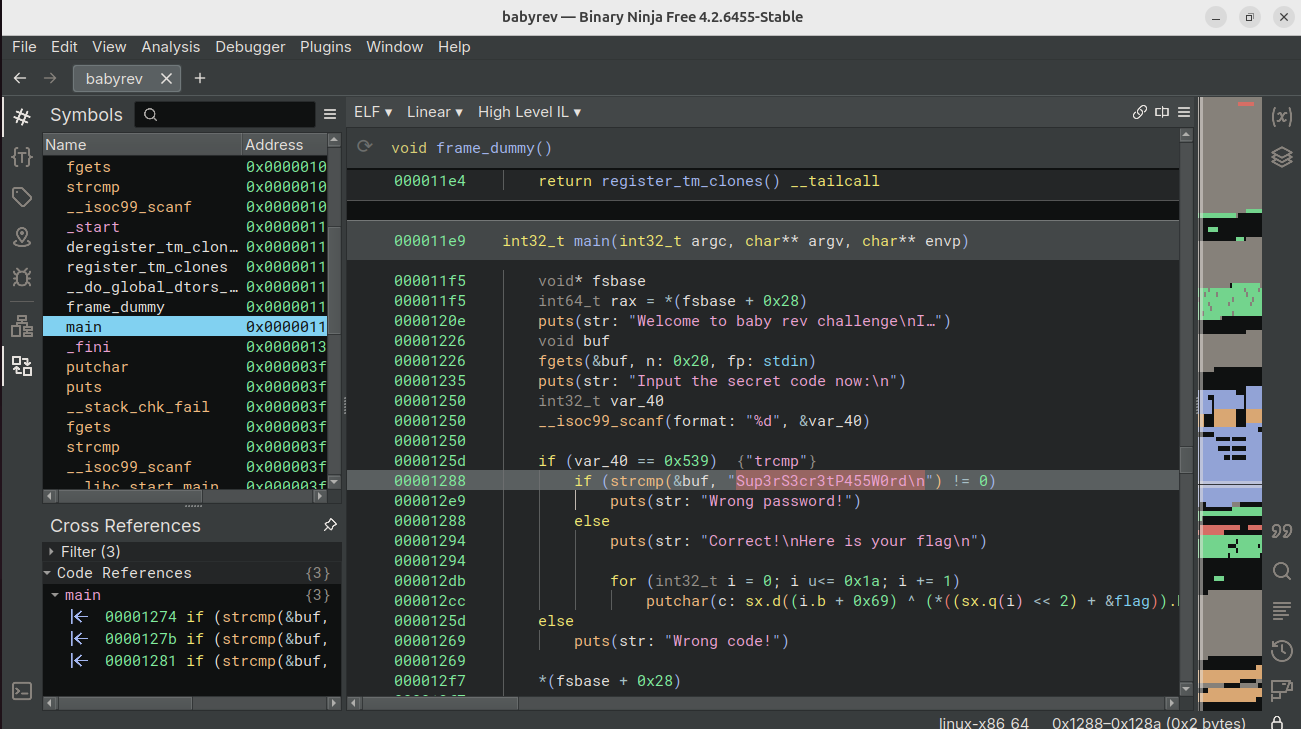 babyrev — Binary Ninja Free 4.2.6455-Stable
File Edit View Analysis Debugger Plugins Window Help
babyrev
Symbols
Name Address
fgets 0x0000010
strcmp 0x0000010
__isoc99_scanf 0x0000010
_start 0x0000011
deregister_tm_clon… 0x0000011
register_tm_clones 0x0000011
__do_global_dtors_… 0x0000011
frame_dummy 0x0000011
main 0x0000011
_fini 0x0000013
putchar 0x000003f
puts 0x000003f
__stack_chk_fail 0x000003f
fgets 0x000003f
strcmp 0x000003f
__isoc99_scanf 0x000003f
__libc_start_main 0x000003f
Cross References
Filter (3)
Code References {3}
main {3}
00001274 if (strcmp(&buf,
0000127b if (strcmp(&buf,
00001281 if (strcmp(&buf,
ELF ▾ Linear ▾ High Level IL ▾
void frame_dummy()
000011e4 return register_tm_clones() __tailcall
000011e9 int32_t main(int32_t argc, char** argv, char** envp)
000011f5 void* fsbase
000011f5 int64_t rax = *(fsbase + 0x28)
0000120e puts(str: "Welcome to baby rev challenge\nI…")
00001226 void buf
00001226 fgets(&buf, n: 0x20, fp: stdin)
00001235 puts(str: "Input the secret code now:\n")
00001250 int32_t var_40
00001250 __isoc99_scanf(format: "%d", &var_40)
00001250
0000125d if (var_40 == 0x539) {"trcmp"}
00001288 if (strcmp(&buf, "Sup3rS3cr3tP455W0rd\n") != 0)
000012e9 puts(str: "Wrong password!")
00001288 else
00001294 puts(str: "Correct!\nHere is your flag\n")
00001294
000012db for (int32_t i = 0; i u<= 0x1a; i += 1)
000012cc putchar(c: sx.d((i.b + 0x69) ^ (*((sx.q(i) << 2) + &flag)).
0000125d else
00001269 puts(str: "Wrong code!")
00001269
000012f7 *(fsbase + 0x28)
linux-x86_64 0x1288–0x128a (0x2 bytes)